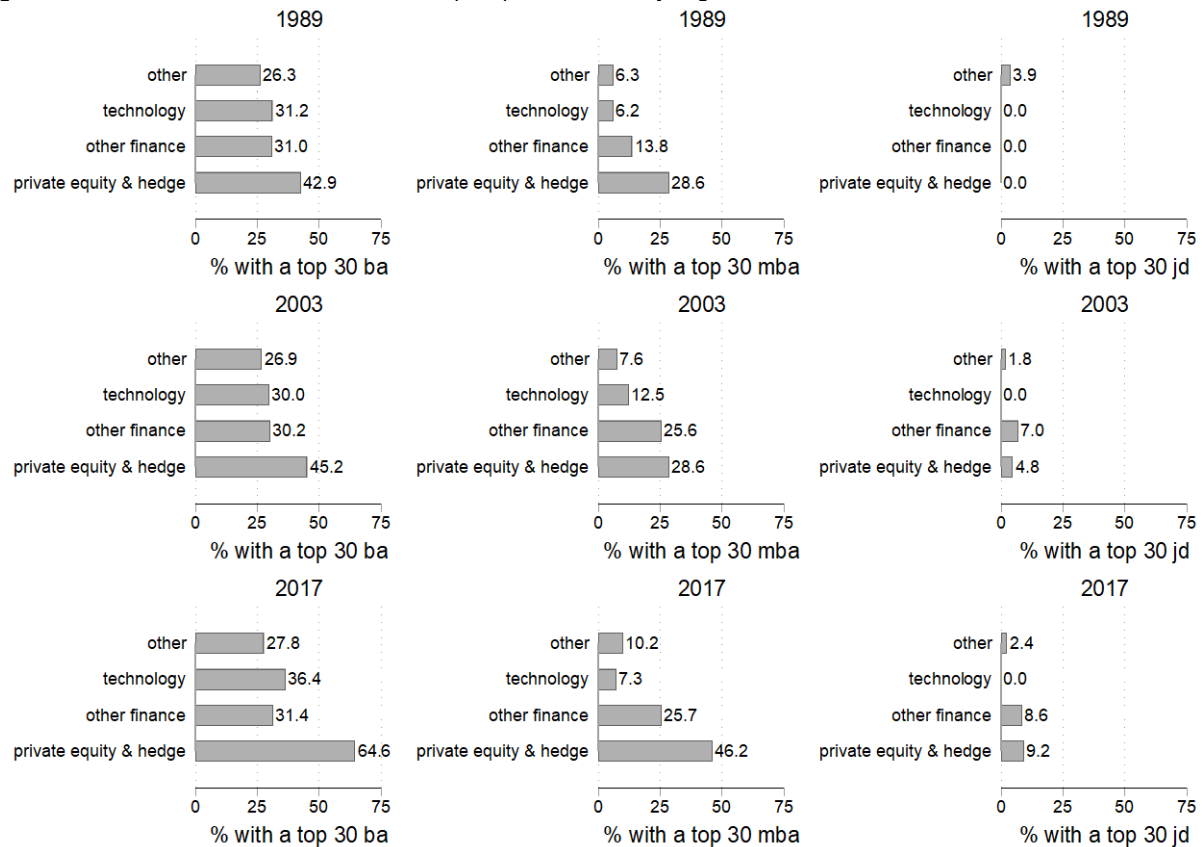 1989 1989 1989
other 26.3 other 6.3 other 3.9
technology 31.2 technology 6.2 technology 0.0
other finance 31.0 other finance 13.8 other finance 0.0
private equity & hedge 42.9 private equity & hedge 28.6 private equity & hedge 0.0
0 25 50 75 0 25 50 75 0 25 50 75
% with a top 30 ba % with a top 30 mba % with a top 30 jd
2003 2003 2003
other 26.9 other 7.6 other 1.8
technology 30.0 technology 12.5 technology 0.0
other finance 30.2 other finance 25.6 other finance 7.0
private equity & hedge 45.2 private equity & hedge 28.6 private equity & hedge 4.8
0 25 50 75 0 25 50 75 0 25 50 75
% with a top 30 ba % with a top 30 mba % with a top 30 jd
2017 2017 2017
other 27.8 other 10.2 other 2.4
technology 36.4 technology 7.3 technology 0.0
other finance 31.4 other finance 25.7 other finance 8.6
private equity & hedge 64.6 private equity & hedge 46.2 private equity & hedge 9.2
0 25 50 75 0 25 50 75 0 25 50 75
% with a top 30 ba % with a top 30 mba % with a top 30 jd